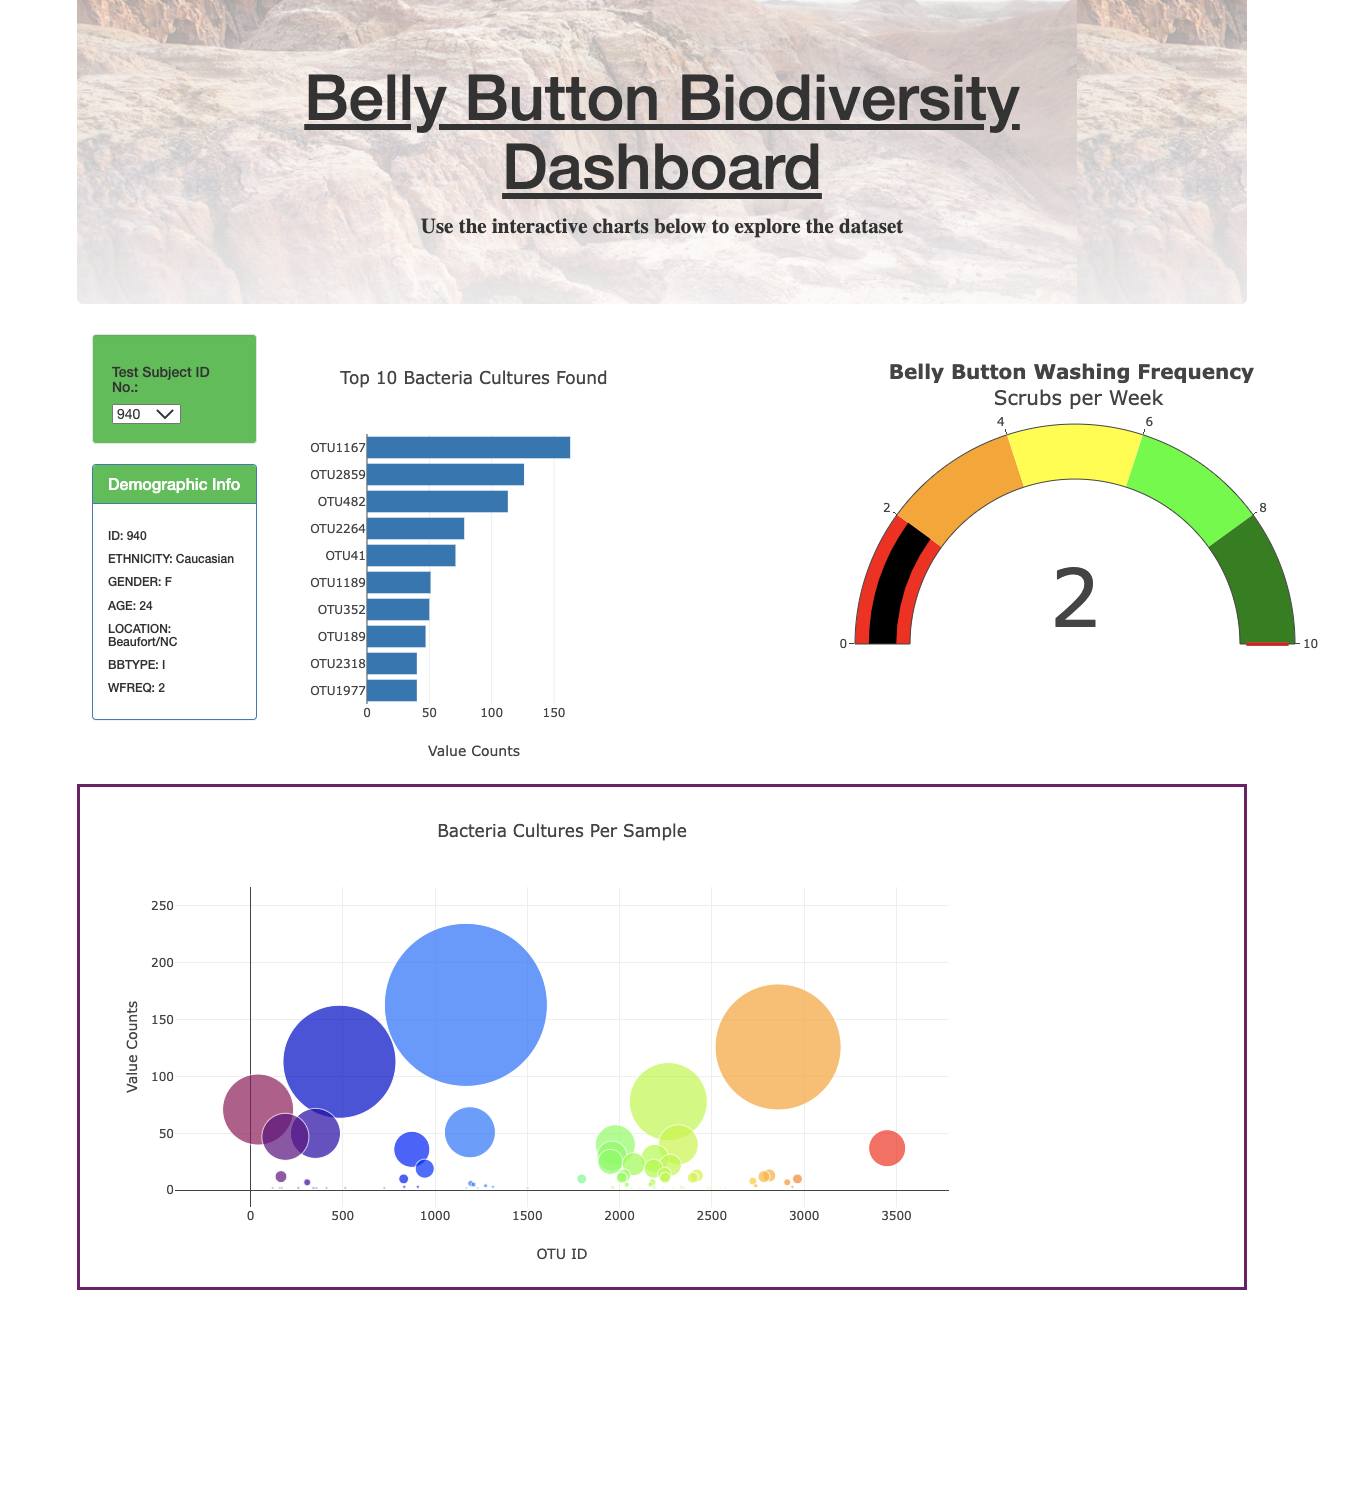 Belly Button Biodiversity
Dashboard
Use the interactive charts below to explore the dataset
Test Subject ID
No.:
940
Demographic Info
ID: 940
ETHNICITY: Caucasian
GENDER: F
AGE: 24
LOCATION:
Beaufort/NC
BBTYPE: I
WFREQ: 2
Top 10 Bacteria Cultures Found
OTU1167
OTU2859
OTU482
OTU2264
OTU41
OTU1189
OTU352
OTU189
OTU2318
OTU1977
0 50 100 150
Value Counts
Belly Button Washing Frequency
Scrubs per Week
0
2
4
6
8
10
2
Bacteria Cultures Per Sample
250
200
150
100
50
0
Value Counts
0 500 1000 1500 2000 2500 3000 3500
OTU ID